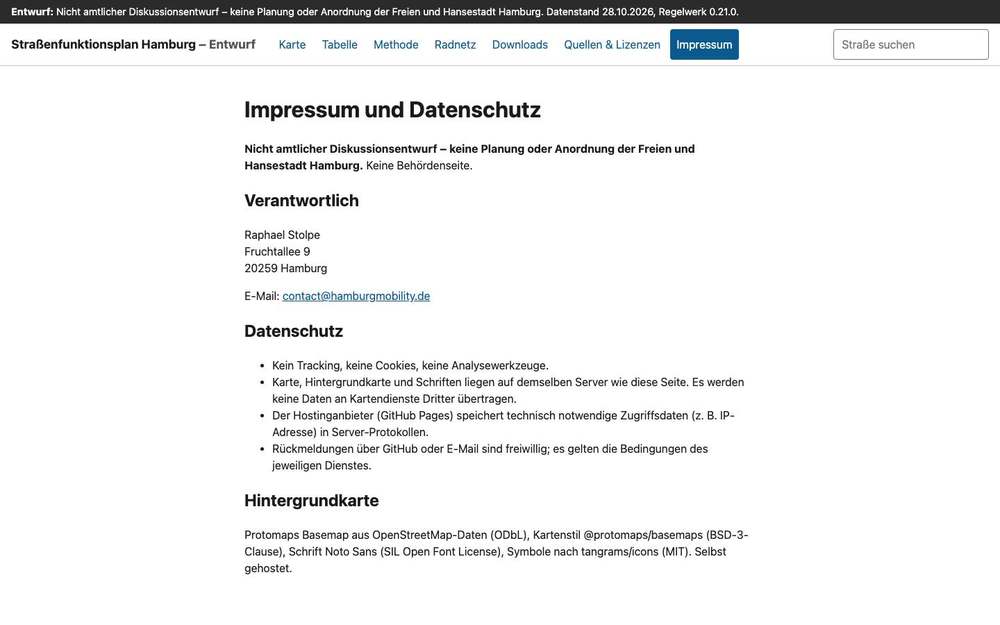 Entwurf: Nicht amtlicher Diskussionsentwurf – keine Planung oder Anordnung der Freien und Hansestadt Hamburg. Datenstand 28.10.2026, Regelwerk 0.21.0.
Straßenfunktionsplan Hamburg – Entwurf Karte Tabelle Methode Radnetz Downloads Quellen & Lizenzen Impressum Straße suchen
Impressum und Datenschutz
Nicht amtlicher Diskussionsentwurf – keine Planung oder Anordnung der Freien und
Hansestadt Hamburg. Keine Behördenseite.
Verantwortlich
Raphael Stolpe
Fruchtallee 9
20259 Hamburg
E-Mail: contact@hamburgmobility.de
Datenschutz
• Kein Tracking, keine Cookies, keine Analysewerkzeuge.
• Karte, Hintergrundkarte und Schriften liegen auf demselben Server wie diese Seite. Es werden
keine Daten an Kartendienste Dritter übertragen.
• Der Hostinganbieter (GitHub Pages) speichert technisch notwendige Zugriffsdaten (z. B. IP-
Adresse) in Server-Protokollen.
• Rückmeldungen über GitHub oder E-Mail sind freiwillig; es gelten die Bedingungen des
jeweiligen Dienstes.
Hintergrundkarte
Protomaps Basemap aus OpenStreetMap-Daten (ODbL), Kartenstil @protomaps/basemaps (BSD-3-
Clause), Schrift Noto Sans (SIL Open Font License), Symbole nach tangrams/icons (MIT). Selbst
gehostet.